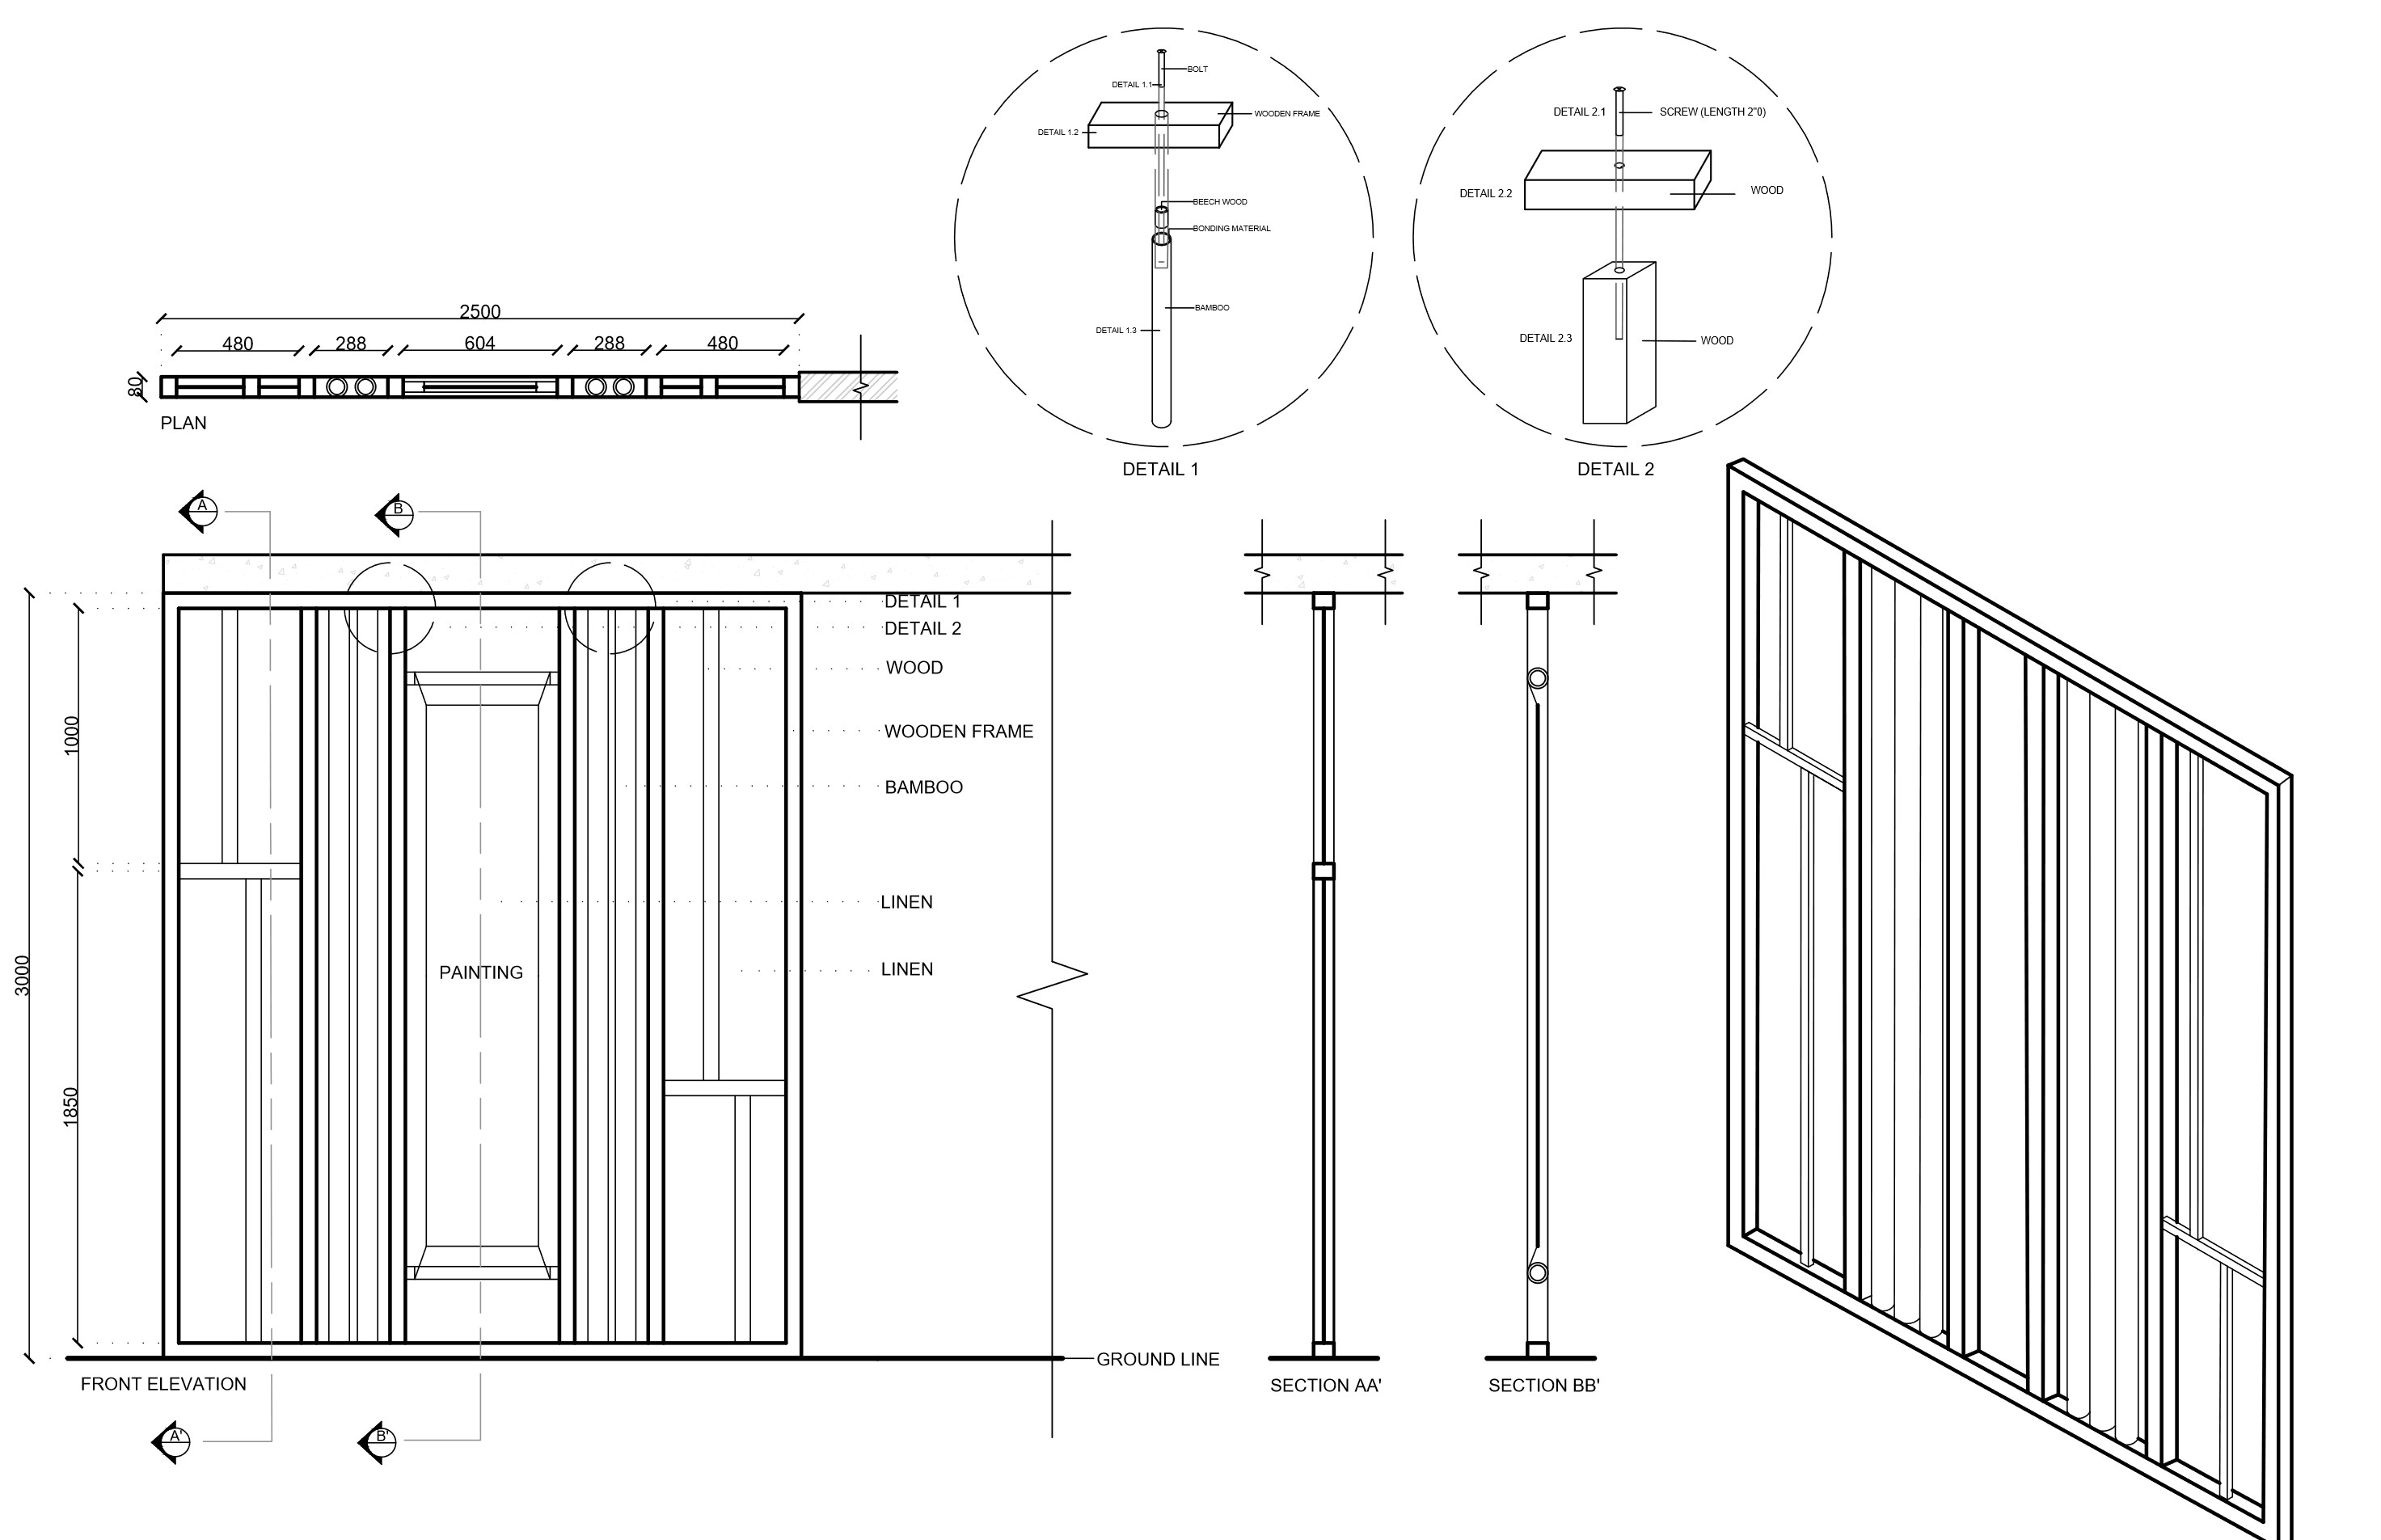 BOLT
DETAIL 1.1
WOODEN FRAME
DETAIL 1.2
BEECH WOOD
BONDING MATERIAL
BAMBOO
DETAIL 1.3
DETAIL 1
DETAIL 2.1
SCREW (LENGTH 2"0)
DETAIL 2.2
WOOD
DETAIL 2.3
WOOD
DETAIL 2
2500
480
288
604
288
480
80
PLAN
A
B
DETAIL 1
DETAIL 2
WOOD
WOODEN FRAME
BAMBOO
LINEN
LINEN
PAINTING
1000
3000
1850
GROUND LINE
FRONT ELEVATION
A'
B'
SECTION AA'
SECTION BB'